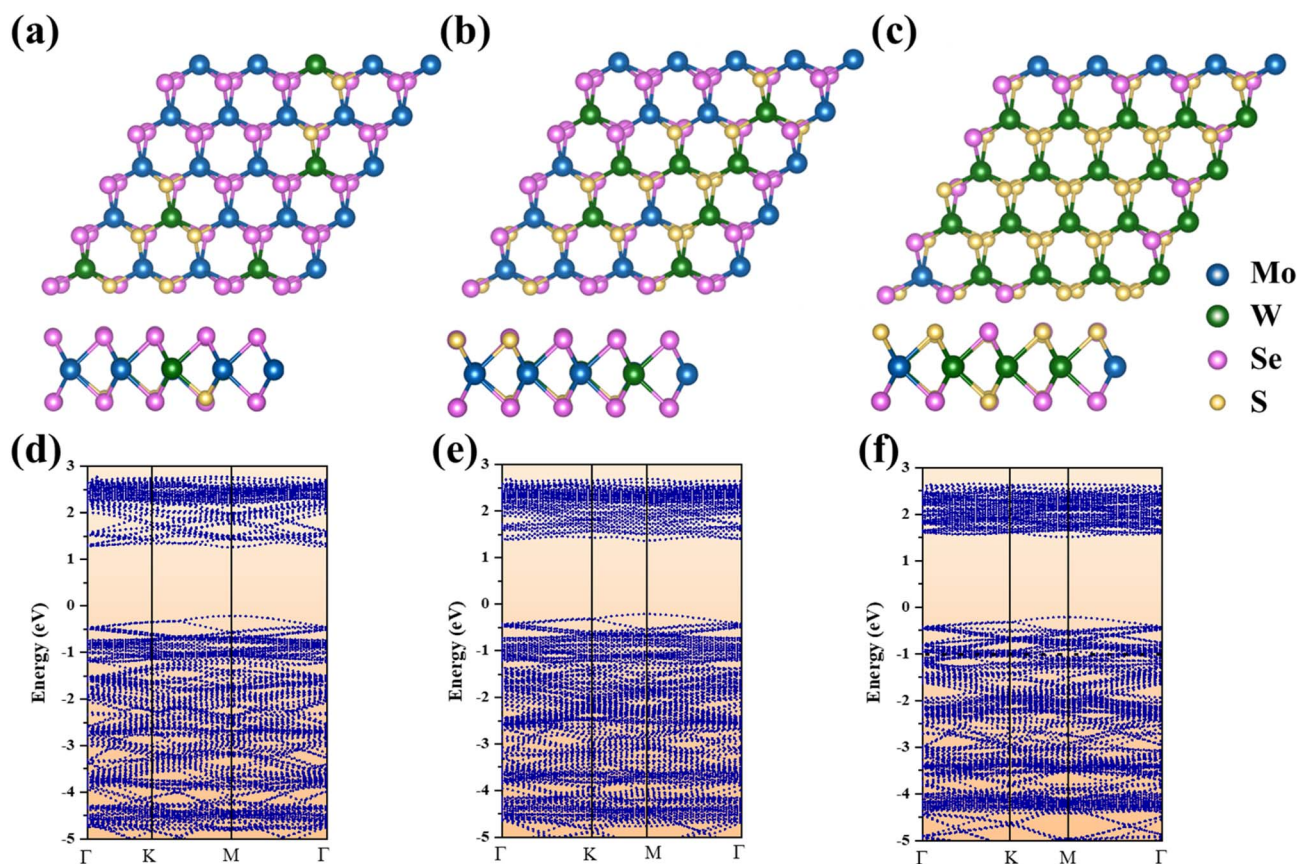 (a)
(b)
(c)
Mo
W
Se
S
(d)
(e)
(f)
Energy (eV)
3
2
1
0
-1
-2
-3
-4
-5
Γ K M Γ
Energy (eV)
3
2
1
0
-1
-2
-3
-4
-5
Γ K M Γ
Energy (eV)
3
2
1
0
-1
-2
-3
-4
-5
Γ K M Γ